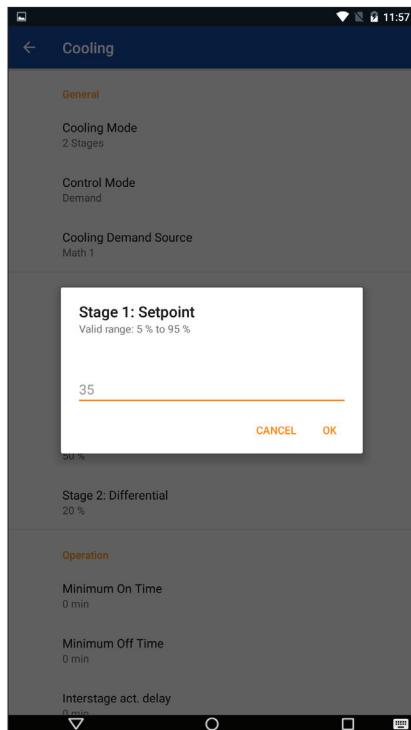 11:57
Cooling
General
Cooling Mode
2 Stages
Control Mode
Demand
Cooling Demand Source
Math 1
Stage 1: Setpoint
Valid range: 5 % to 95 %
35
CANCEL OK
50 %
Stage 2: Differential
20 %
Operation
Minimum On Time
0 min
Minimum Off Time
0 min
Interstage act. delay
0 min